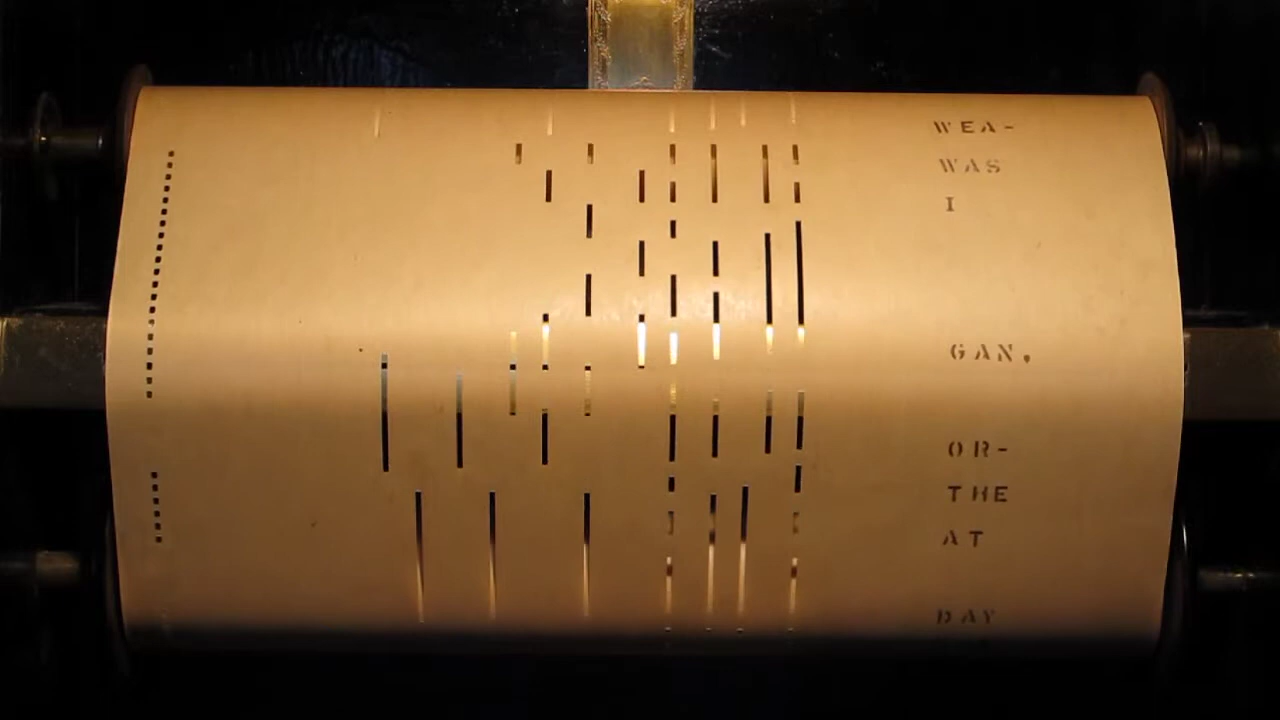 WEA-
WAS
I
GAN,
OR-
THE
AT
DAY